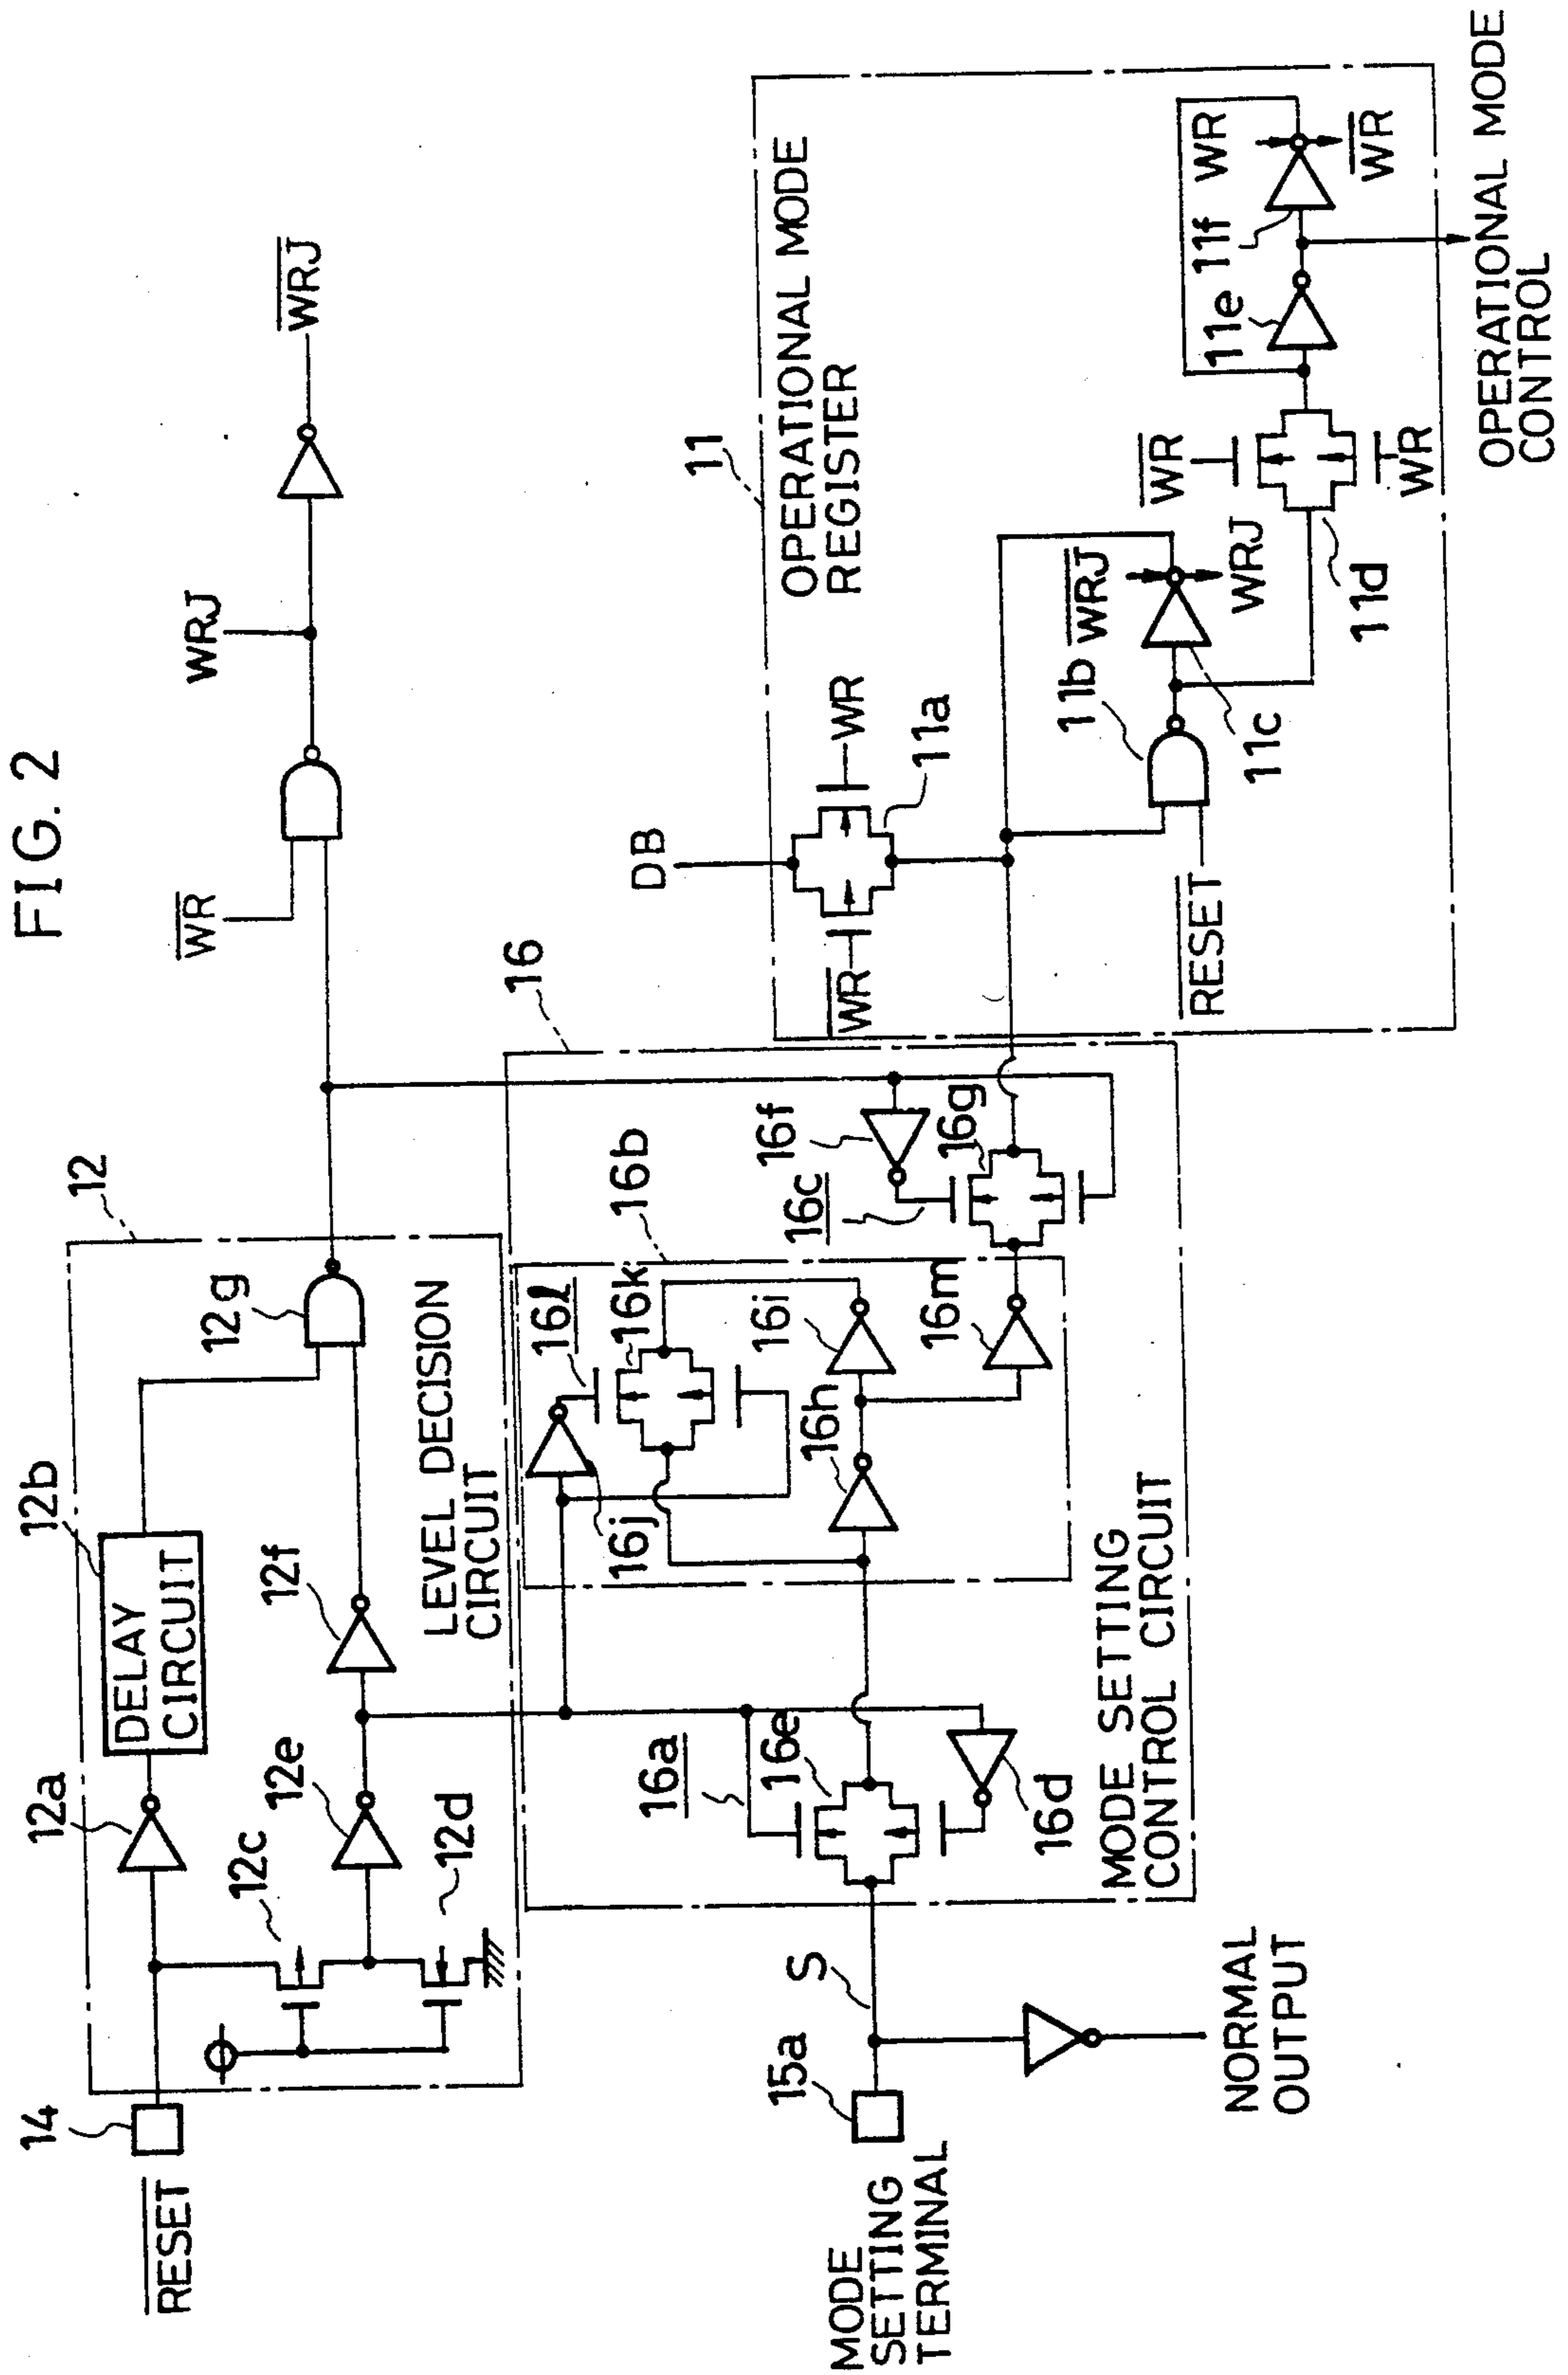 FIG. 2
RESET
14
12
12a
12b
DELAY
CIRCUIT
12c
12d
12e
12f
12g
LEVEL DECISION
CIRCUIT
WR
WRJ
WRJ
MODE
SETTING
TERMINAL
15a
S
NORMAL
OUTPUT
16
16a
16e
16d
16b
16j
16l
16k
16h
16i
16m
16c
16f
16g
MODE SETTING
CONTROL CIRCUIT
11
OPERATIONAL MODE
REGISTER
DB
WR
WR
11a
RESET
11b
WRJ
WRJ
11c
11d
WR
WR
11e
11f
WR
WR
OPERATIONAL MODE
CONTROL